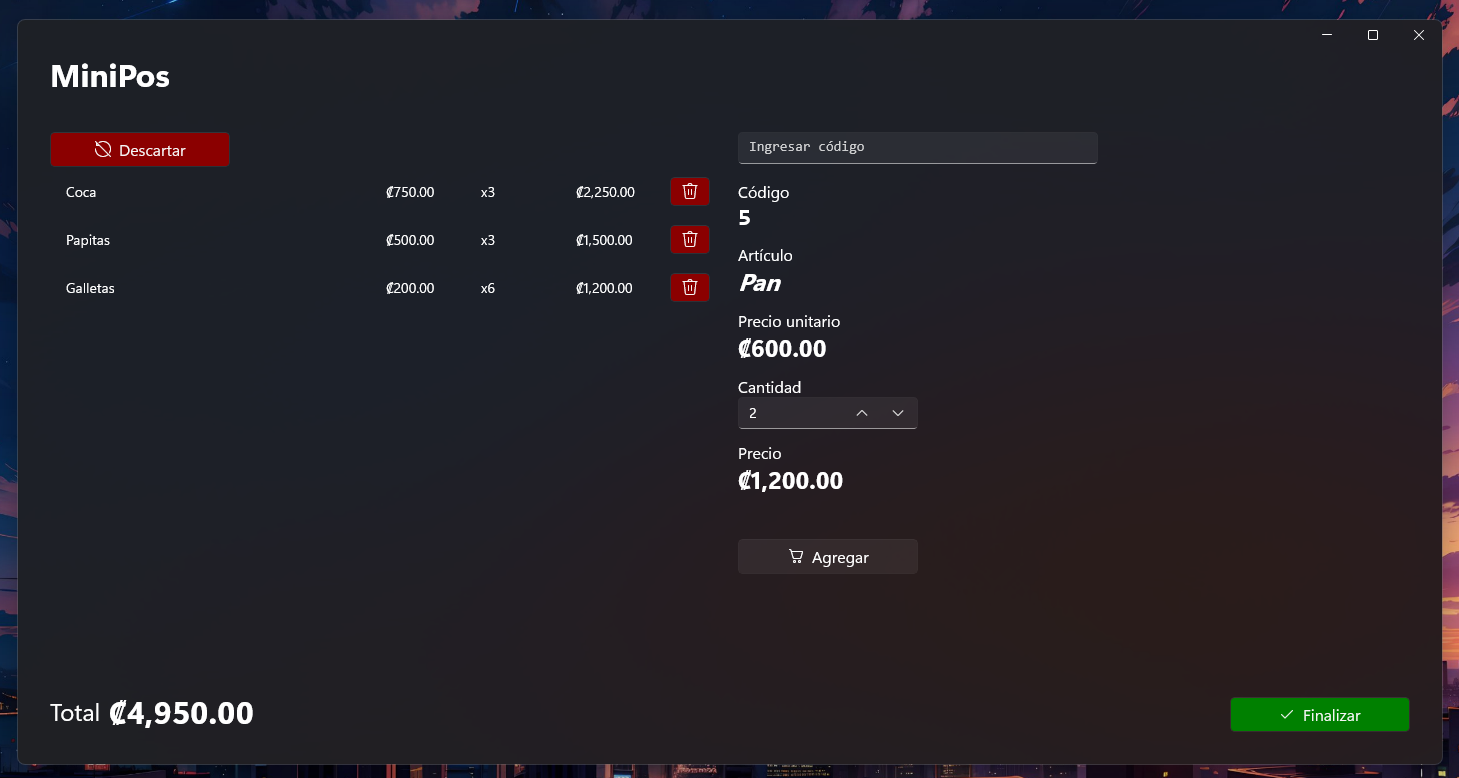 MiniPos
Descartar
Coca ₡750.00 x3 ₡2,250.00
Papitas ₡500.00 x3 ₡1,500.00
Galletas ₡200.00 x6 ₡1,200.00
Ingresar código
Código
5
Artículo
Pan
Precio unitario
₡600.00
Cantidad
2
Precio
₡1,200.00
Agregar
Total ₡4,950.00
Finalizar